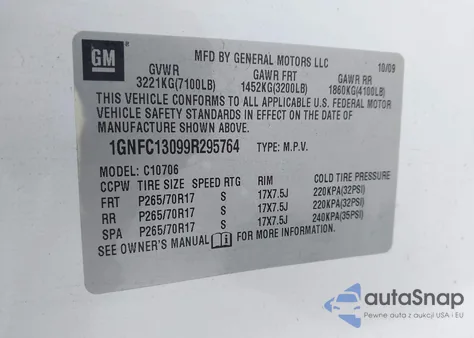 GM
MFD BY GENERAL MOTORS LLC
10/09
GVWR GAWR FRT GAWR RR
3221KG(7100LB) 1452KG(3200LB) 1860KG(4100LB)
THIS VEHICLE CONFORMS TO ALL APPLICABLE U.S. FEDERAL MOTOR
VEHICLE SAFETY STANDARDS IN EFFECT ON THE DATE OF
MANUFACTURE SHOWN ABOVE.
1GNFC13099R295764 TYPE: M.P.V.
MODEL: C10706
CCPW TIRE SIZE SPEED RTG RIM COLD TIRE PRESSURE
FRT P265/70R17 S 17X7.5J 220KPA(32PSI)
RR P265/70R17 S 17X7.5J 220KPA(32PSI)
SPA P265/70R17 S 17X7.5J 240KPA(35PSI)
SEE OWNER'S MANUAL FOR MORE INFORMATION.
autoSnap
Pewne auta z aukcji USA i EU